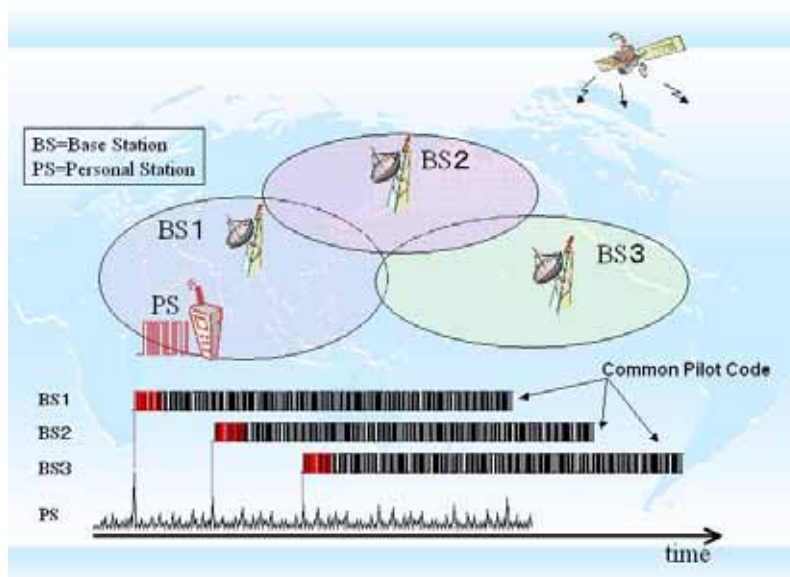 BS=Base Station
PS=Personal Station
BS2
BS1
BS3
PS
Common Pilot Code
BS1
BS2
BS3
PS
time